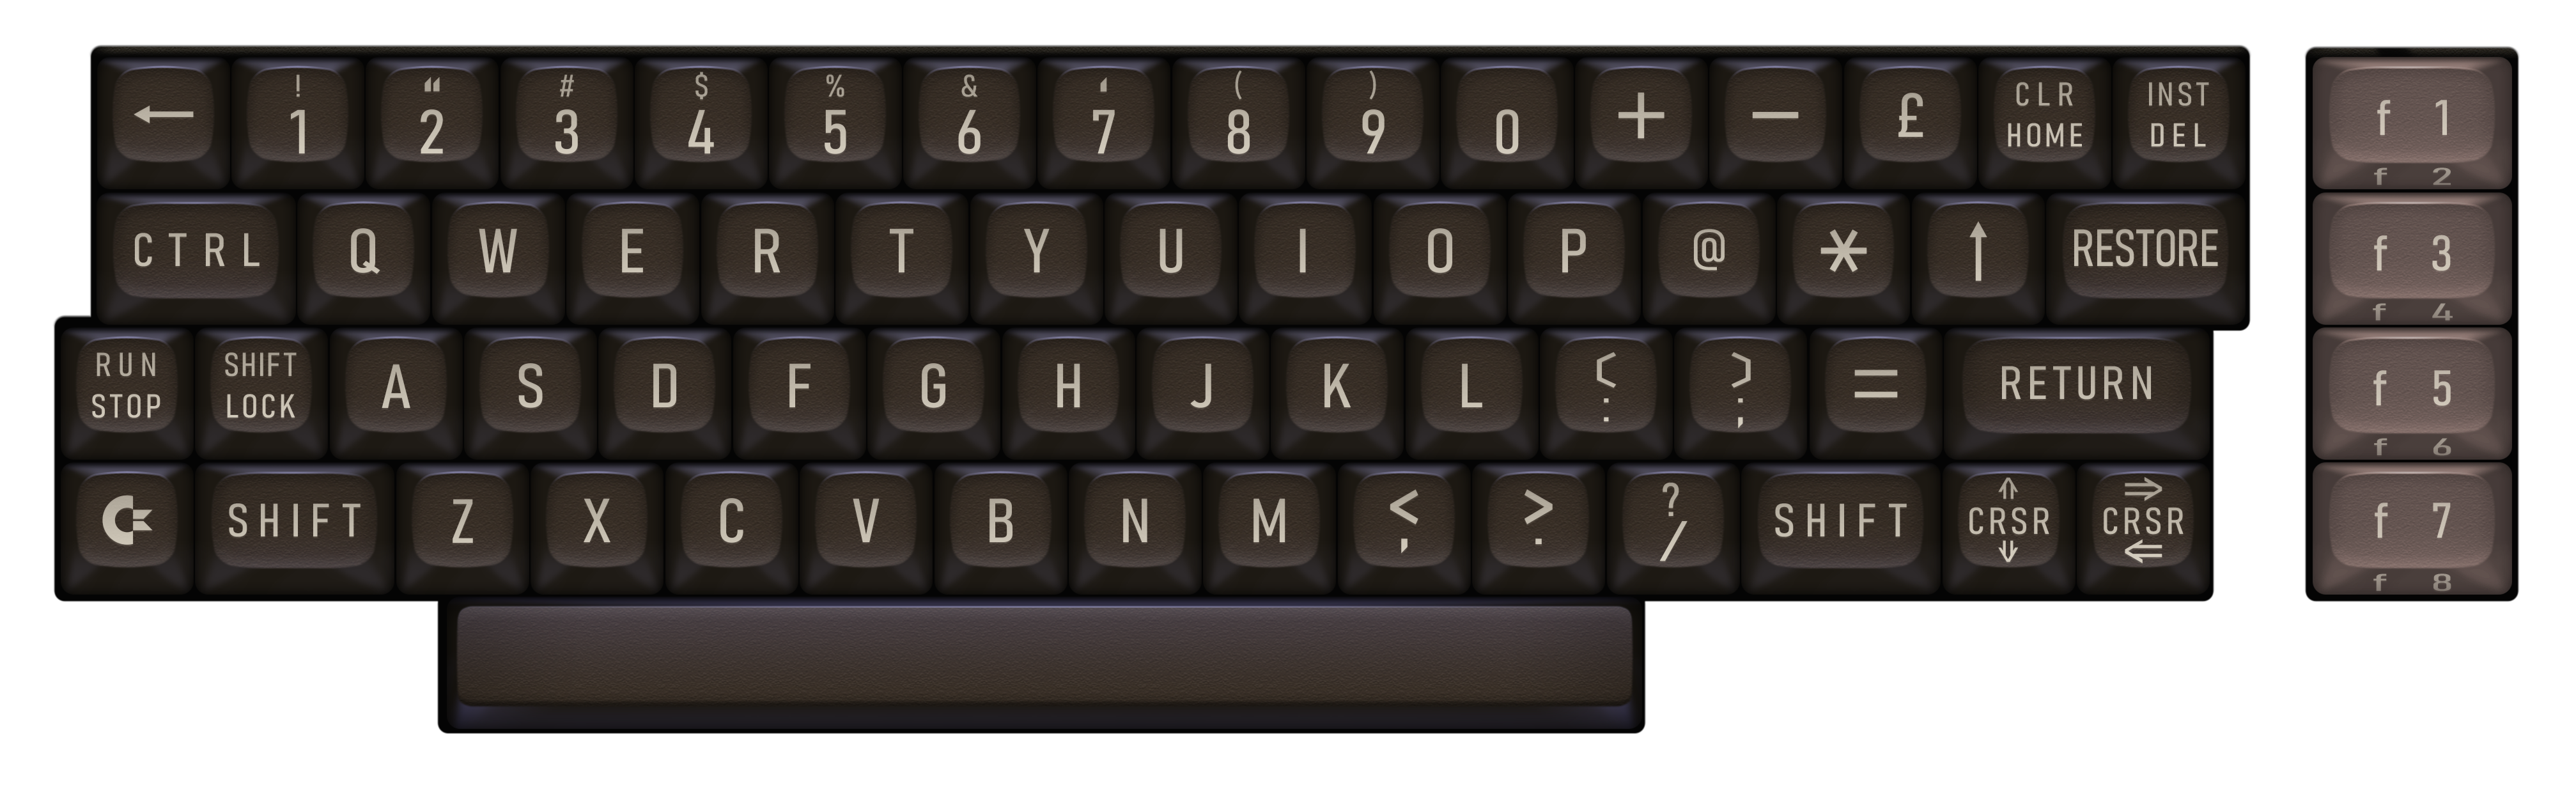 ! " # $ % & ' ( ) CLR INST
← 1 2 3 4 5 6 7 8 9 0 + − £ HOME DEL f 1
f 2
CTRL Q W E R T Y U I O P @ * ↑ RESTORE f 3
f 4
RUN SHIFT [ ]
STOP LOCK A S D F G H J K L : ; = RETURN f 5
f 6
< > ? ⇑ ⇒
SHIFT Z X C V B N M , . / SHIFT CRSR CRSR f 7
⇓ ⇐
f 8